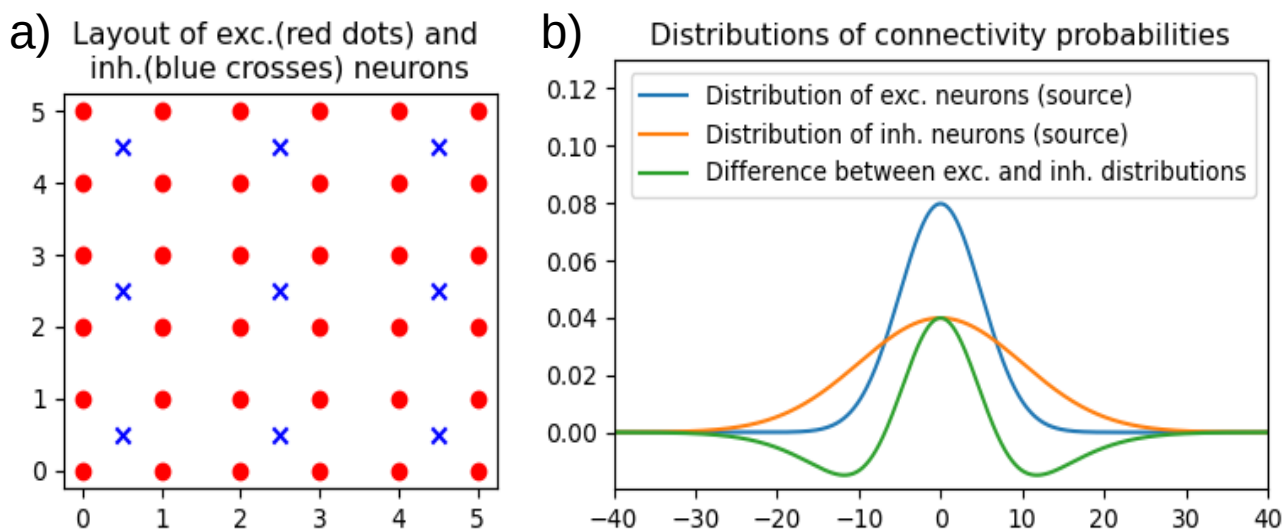 a) Layout of exc.(red dots) and
inh.(blue crosses) neurons
5
4
3
2
1
0
0 1 2 3 4 5
b) Distributions of connectivity probabilities
Distribution of exc. neurons (source)
Distribution of inh. neurons (source)
Difference between exc. and inh. distributions
0.12
0.10
0.08
0.06
0.04
0.02
0.00
−40 −30 −20 −10 0 10 20 30 40